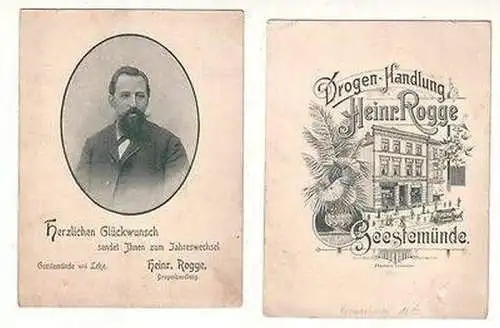 Herzlichen Glückwunsch
sendet Ihnen zum Jahreswechsel
Geestemünde und Lehe.
Heinr. Rogge,
Drogenhandlung.
Drogen-Handlung
Heinr. Rogge
Geestemünde.